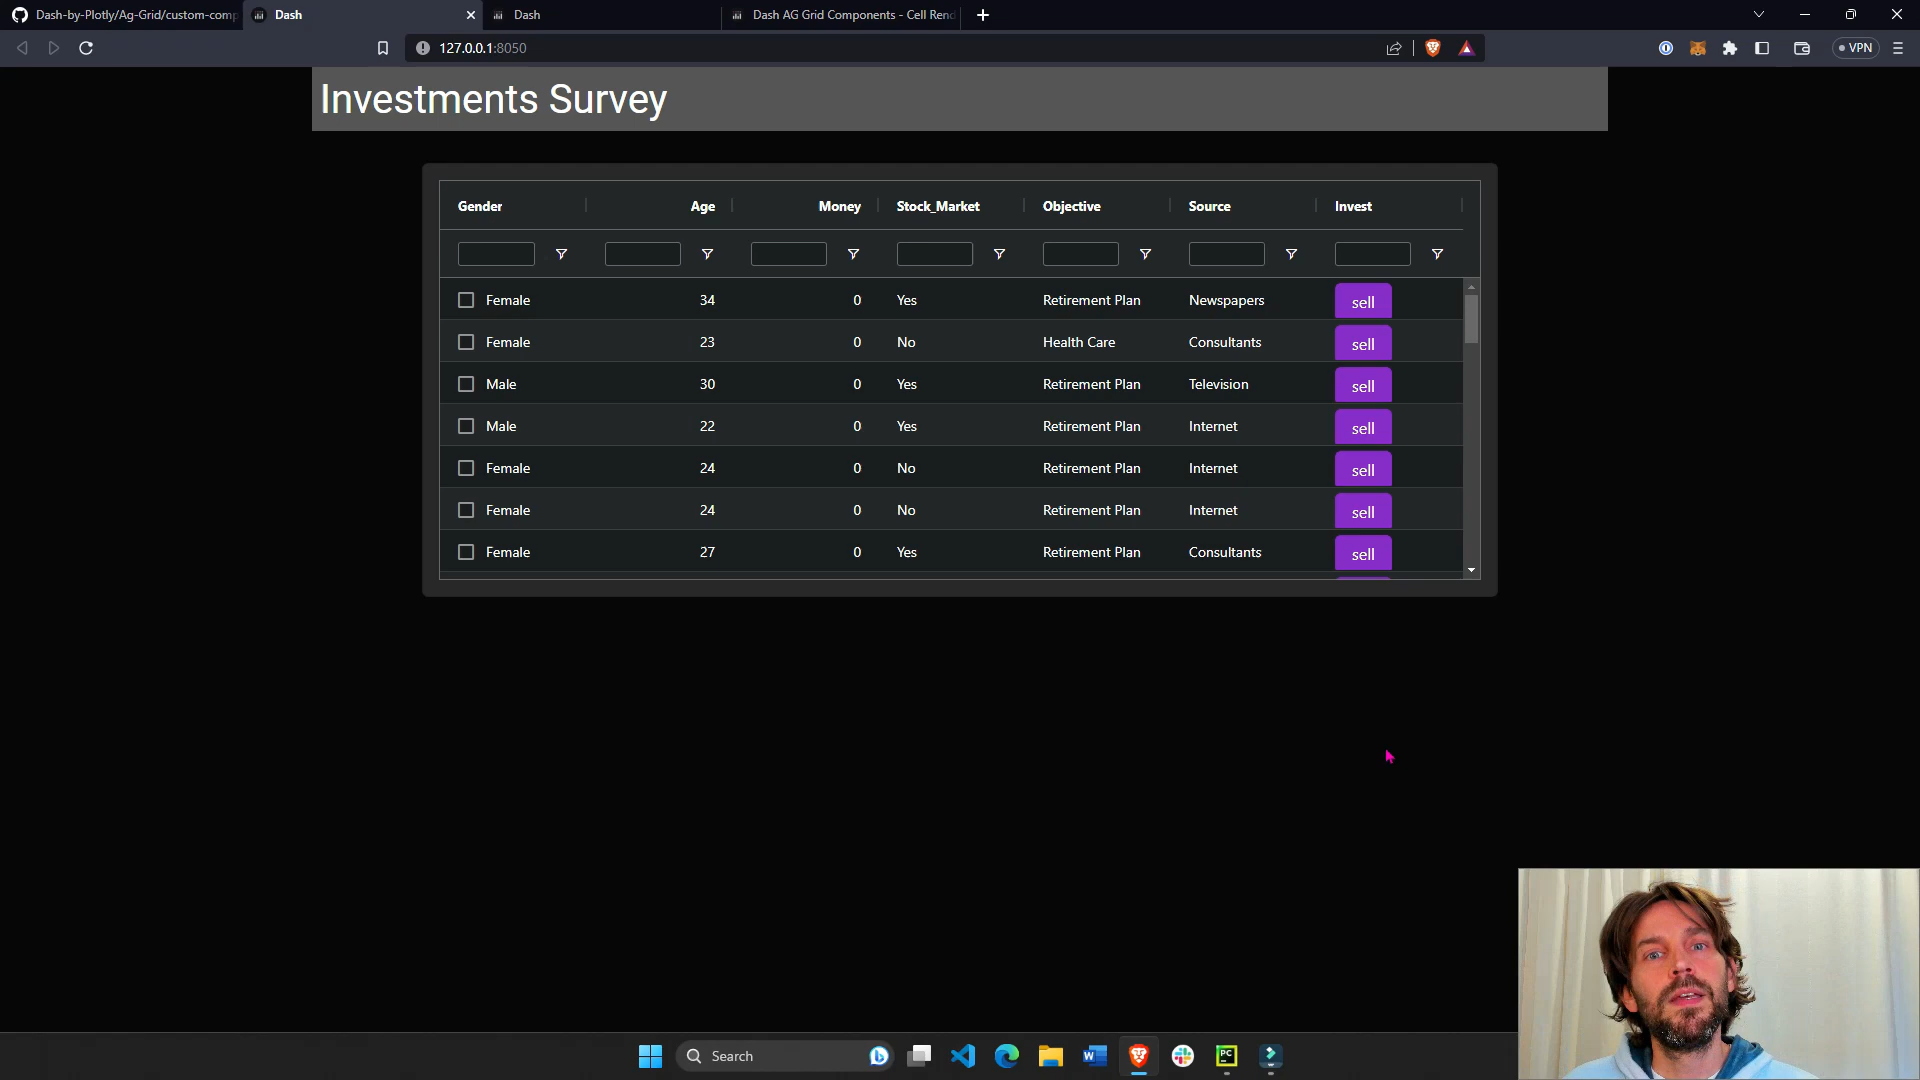 Dash-by-Plotly/Ag-Grid/custom-comp
Dash
Dash
Dash AG Grid Components - Cell Rend
127.0.0.1:8050
VPN
Investments Survey
Gender Age Money Stock_Market Objective Source Invest
Female 34 0 Yes Retirement Plan Newspapers sell
Female 23 0 No Health Care Consultants sell
Male 30 0 Yes Retirement Plan Television sell
Male 22 0 Yes Retirement Plan Internet sell
Female 24 0 No Retirement Plan Internet sell
Female 24 0 No Retirement Plan Internet sell
Female 27 0 Yes Retirement Plan Consultants sell
Search
W
PC